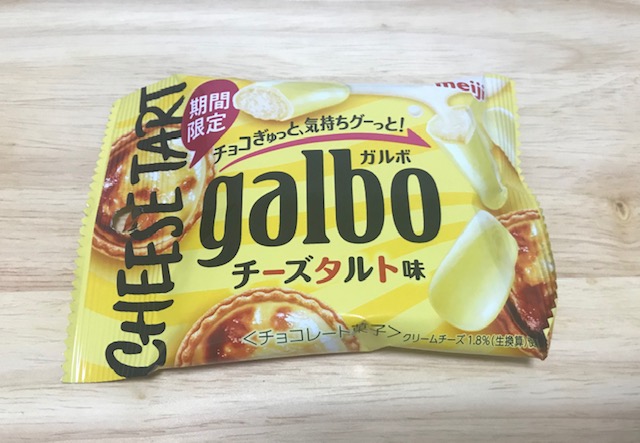 meiji
期間
限定
チョコぎゅっと、気持ちグーっと!
ガルボ
galbo
チーズタルト味
CHEESE TART
<チョコレート菓子>
クリームチーズ1.8%(生換算)